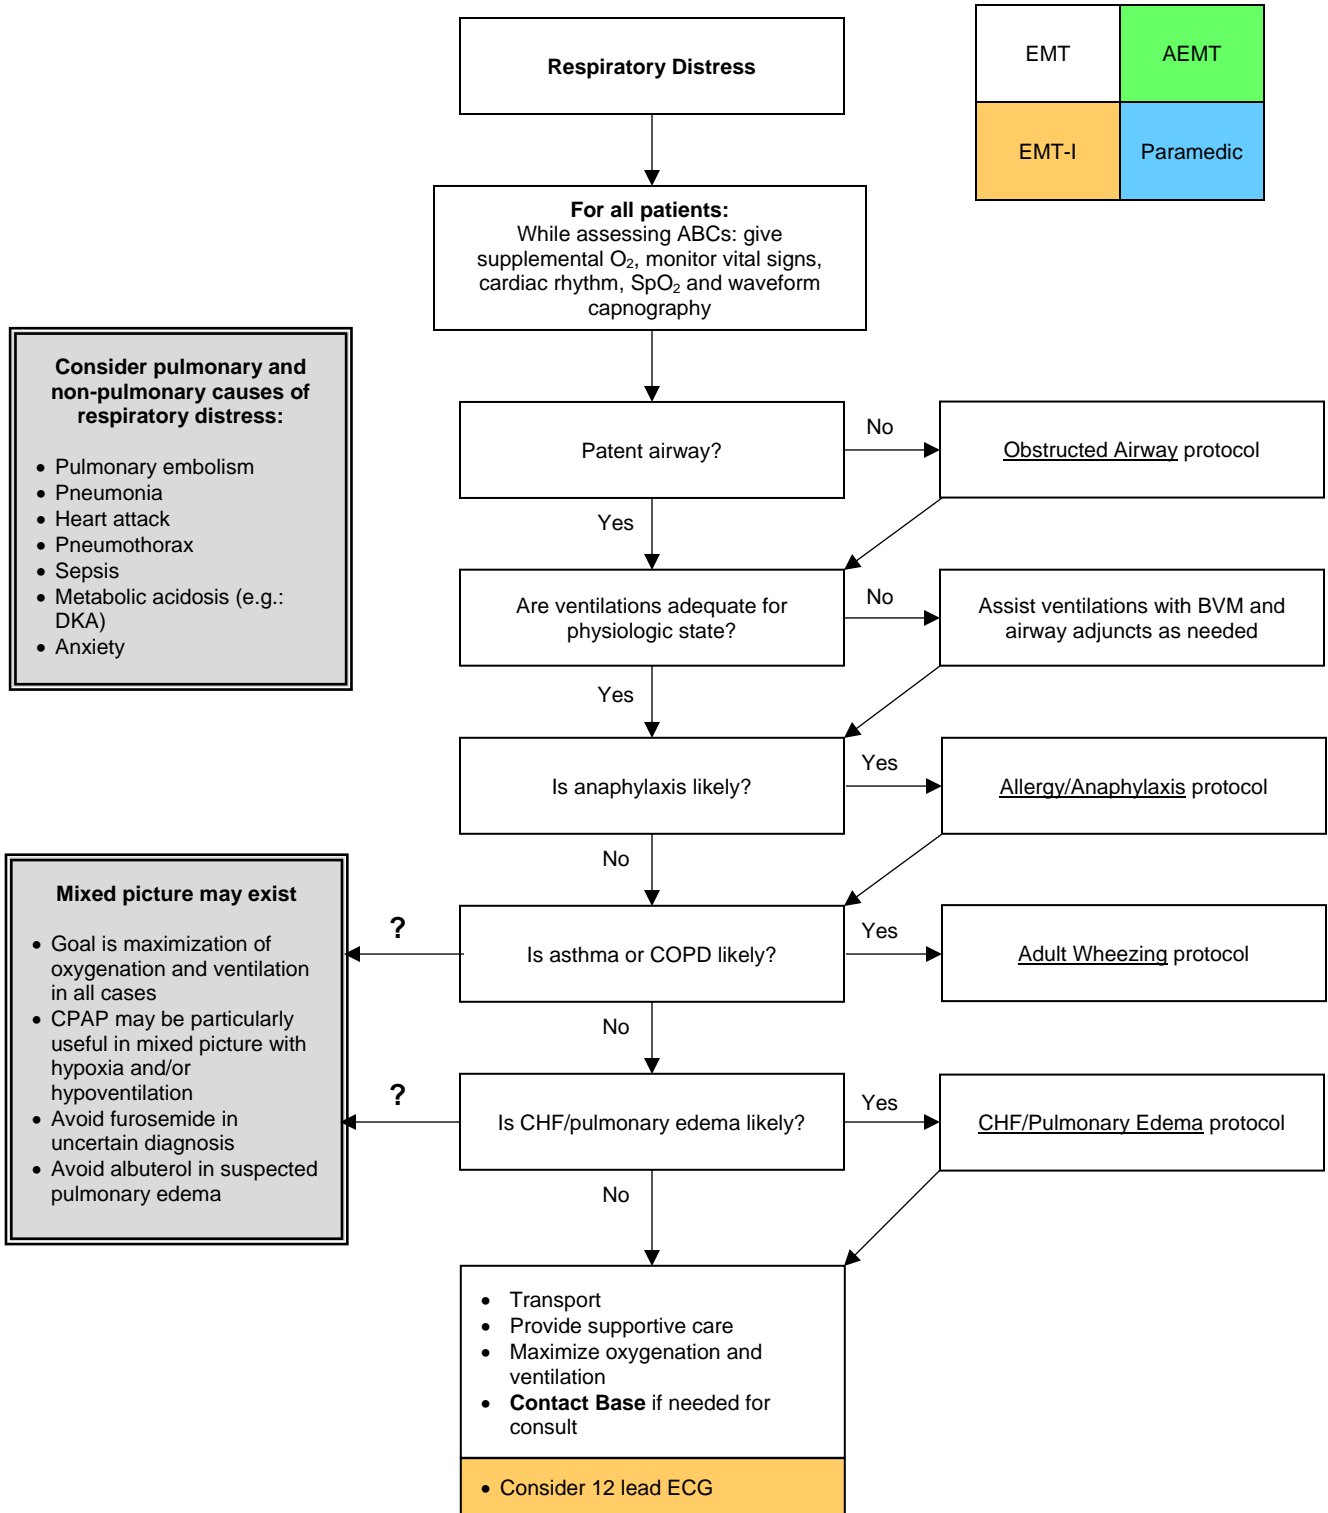 Respiratory Distress
EMT
AEMT
EMT-I
Paramedic
For all patients:
While assessing ABCs: give
supplemental O₂, monitor vital signs,
cardiac rhythm, SpO₂ and waveform
capnography
Consider pulmonary and
non-pulmonary causes of
respiratory distress:
• Pulmonary embolism
• Pneumonia
• Heart attack
• Pneumothorax
• Sepsis
• Metabolic acidosis (e.g.:
DKA)
• Anxiety
Patent airway?
No
Obstructed Airway protocol
Yes
Are ventilations adequate for
physiologic state?
No
Assist ventilations with BVM and
airway adjuncts as needed
Yes
Is anaphylaxis likely?
Yes
Allergy/Anaphylaxis protocol
No
Mixed picture may exist
• Goal is maximization of
oxygenation and ventilation
in all cases
• CPAP may be particularly
useful in mixed picture with
hypoxia and/or
hypoventilation
• Avoid furosemide in
uncertain diagnosis
• Avoid albuterol in suspected
pulmonary edema
?
Is asthma or COPD likely?
Yes
Adult Wheezing protocol
No
?
Is CHF/pulmonary edema likely?
Yes
CHF/Pulmonary Edema protocol
No
• Transport
• Provide supportive care
• Maximize oxygenation and
ventilation
• Contact Base if needed for
consult
• Consider 12 lead ECG